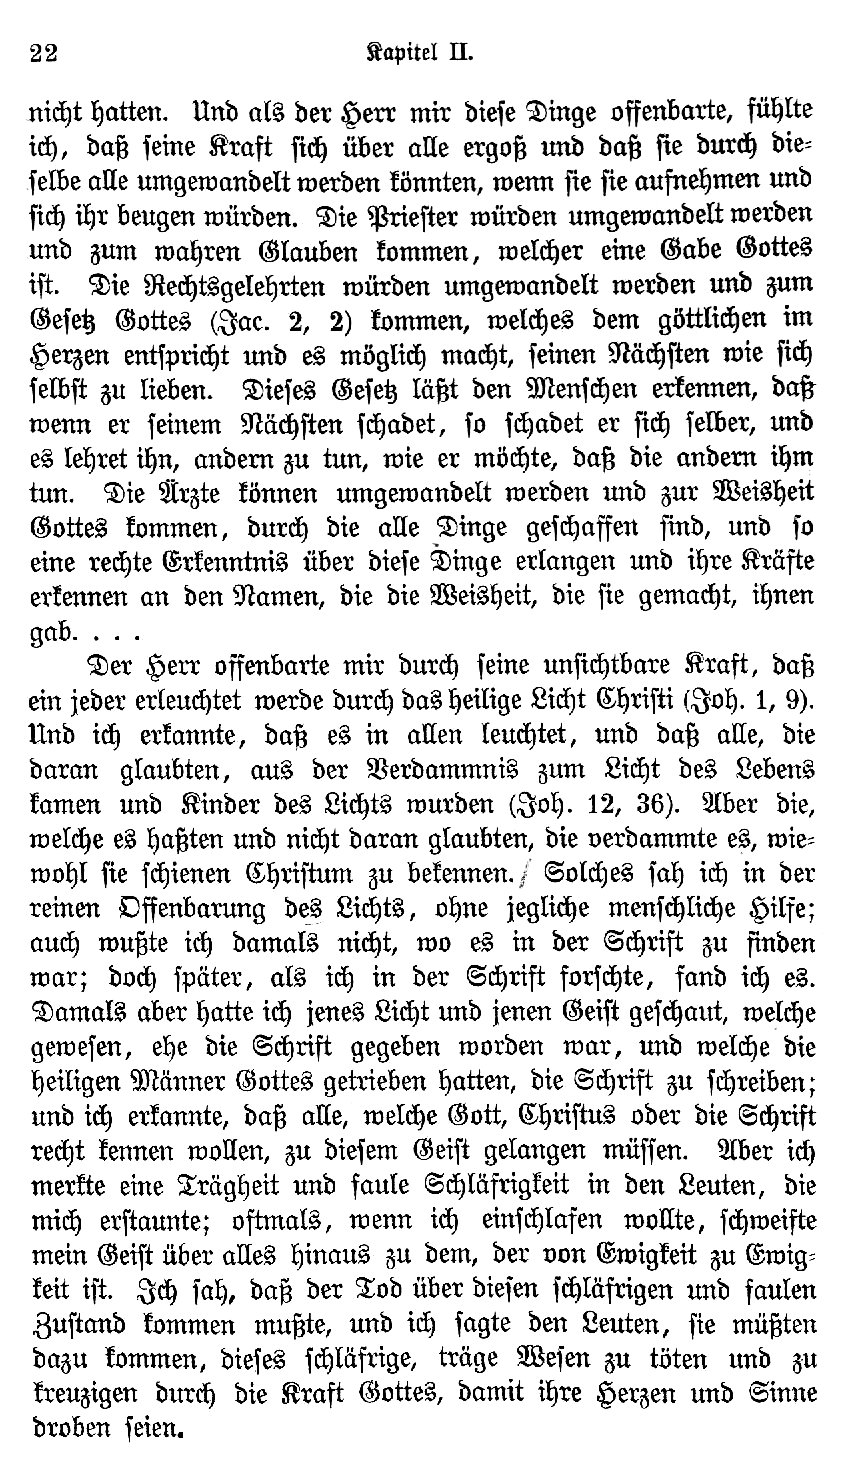 22 Kapitel II.
nicht hatten. Und als der Herr mir diese Dinge offenbarte, fühlte
ich, daß seine Kraft sich über alle ergoß und daß sie durch die-
selbe alle umgewandelt werden könnten, wenn sie sie aufnehmen und
sich ihr beugen würden. Die Priester würden umgewandelt werden
und zum wahren Glauben kommen, welcher eine Gabe Gottes
ist. Die Rechtsgelehrten würden umgewandelt werden und zum
Gesetz Gottes (Jac. 2, 2) kommen, welches dem göttlichen im
Herzen entspricht und es möglich macht, seinen Nächsten wie sich
selbst zu lieben. Dieses Gesetz läßt den Menschen erkennen, daß
wenn er seinem Nächsten schadet, so schadet er sich selber, und
es lehret ihn, andern zu tun, wie er möchte, daß die andern ihm
tun. Die Ärzte können umgewandelt werden und zur Weisheit
Gottes kommen, durch die alle Dinge geschaffen sind, und so
eine rechte Erkenntnis über diese Dinge erlangen und ihre Kräfte
erkennen an den Namen, die die Weisheit, die sie gemacht, ihnen
gab. . . .
Der Herr offenbarte mir durch seine unsichtbare Kraft, daß
ein jeder erleuchtet werde durch das heilige Licht Christi (Joh. 1, 9).
Und ich erkannte, daß es in allen leuchtet, und daß alle, die
daran glaubten, aus der Verdammnis zum Licht des Lebens
kamen und Kinder des Lichts wurden (Joh. 12, 36). Aber die,
welche es haßten und nicht daran glaubten, die verdammte es, wie-
wohl sie schienen Christum zu bekennen. Solches sah ich in der
reinen Offenbarung des Lichts, ohne jegliche menschliche Hilfe;
auch wußte ich damals nicht, wo es in der Schrift zu finden
war; doch später, als ich in der Schrift forschte, fand ich es.
Damals aber hatte ich jenes Licht und jenen Geist geschaut, welche
gewesen, ehe die Schrift gegeben worden war, und welche die
heiligen Männer Gottes getrieben hatten, die Schrift zu schreiben;
und ich erkannte, daß alle, welche Gott, Christus oder die Schrift
recht kennen wollen, zu diesem Geist gelangen müssen. Aber ich
merkte eine Trägheit und faule Schläfrigkeit in den Leuten, die
mich erstaunte; oftmals, wenn ich einschlafen wollte, schweifte
mein Geist über alles hinaus zu dem, der von Ewigkeit zu Ewig-
keit ist. Ich sah, daß der Tod über diesen schläfrigen und faulen
Zustand kommen mußte, und ich sagte den Leuten, sie müßten
dazu kommen, dieses schläfrige, träge Wesen zu töten und zu
kreuzigen durch die Kraft Gottes, damit ihre Herzen und Sinne
droben seien.